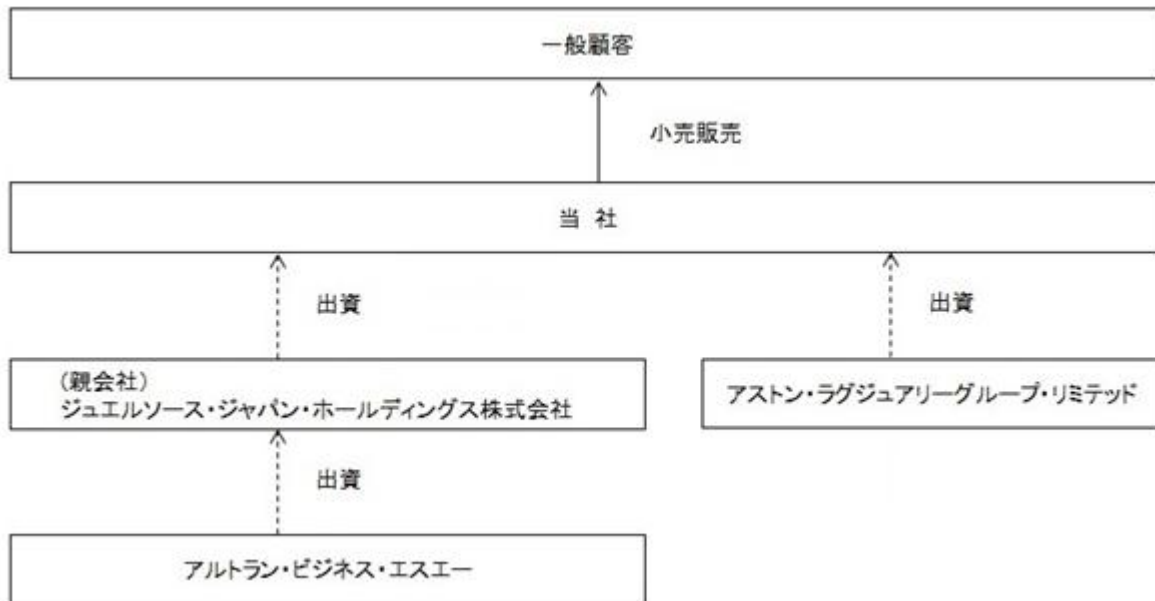 一般顧客
小売販売
当 社
出資
出資
(親会社)
ジュエルソース・ジャパン・ホールディングス株式会社
アストン・ラグジュアリーグループ・リミテッド
出資
アルトラン・ビジネス・エスエー